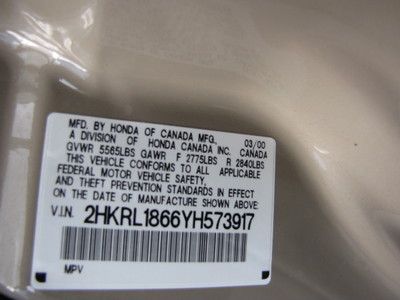 MFD. BY HONDA OF CANADA MFG., 03/00
A DIVISION OF HONDA CANADA INC. CANADA
GVWR 5565LBS GAWR F 2775LBS R 2840LBS
THIS VEHICLE CONFORMS TO ALL APPLICABLE
FEDERAL MOTOR VEHICLE SAFETY,
AND THEFT PREVENTION STANDARDS IN EFFECT
ON THE DATE OF MANUFACTURE SHOWN ABOVE:
V.I.N. 2HKRL1866YH573917
MPV